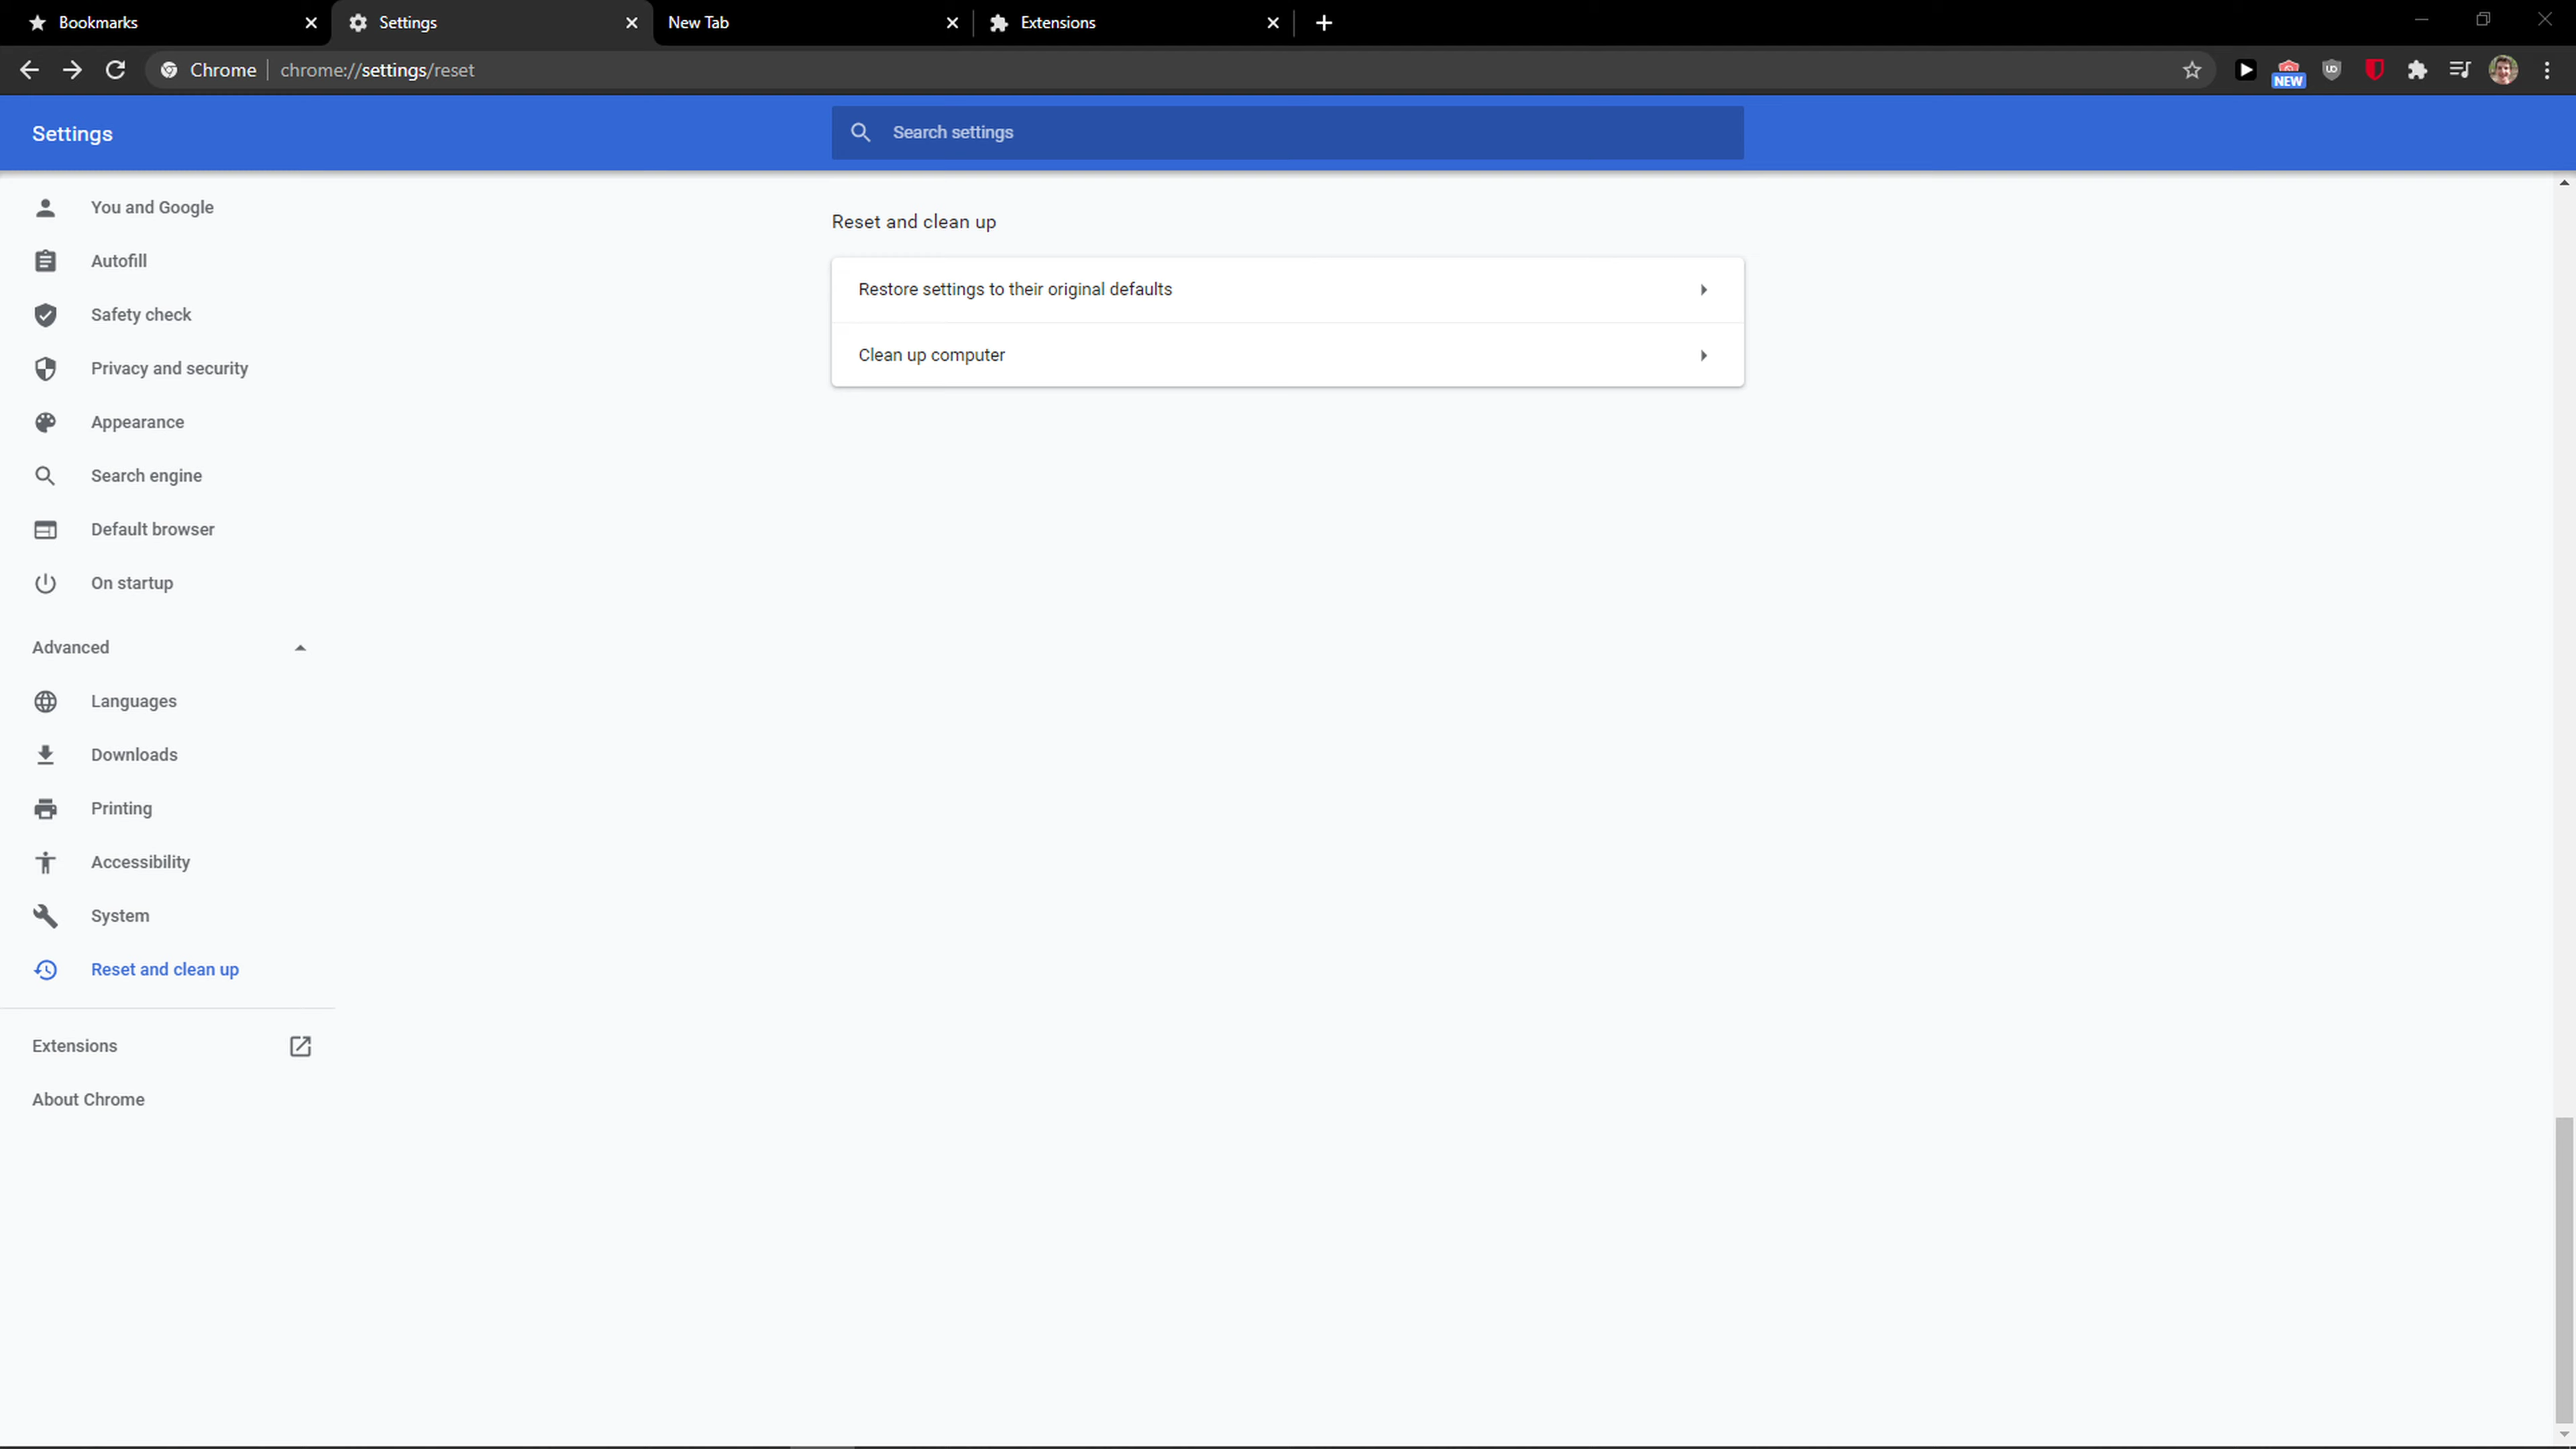 Bookmarks
Settings
New Tab
Extensions
Chrome
chrome://settings/reset
NEW
Settings
Search settings
You and Google
Autofill
Safety check
Privacy and security
Appearance
Search engine
Default browser
On startup
Advanced
Languages
Downloads
Printing
Accessibility
System
Reset and clean up
Extensions
About Chrome
Reset and clean up
Restore settings to their original defaults
Clean up computer